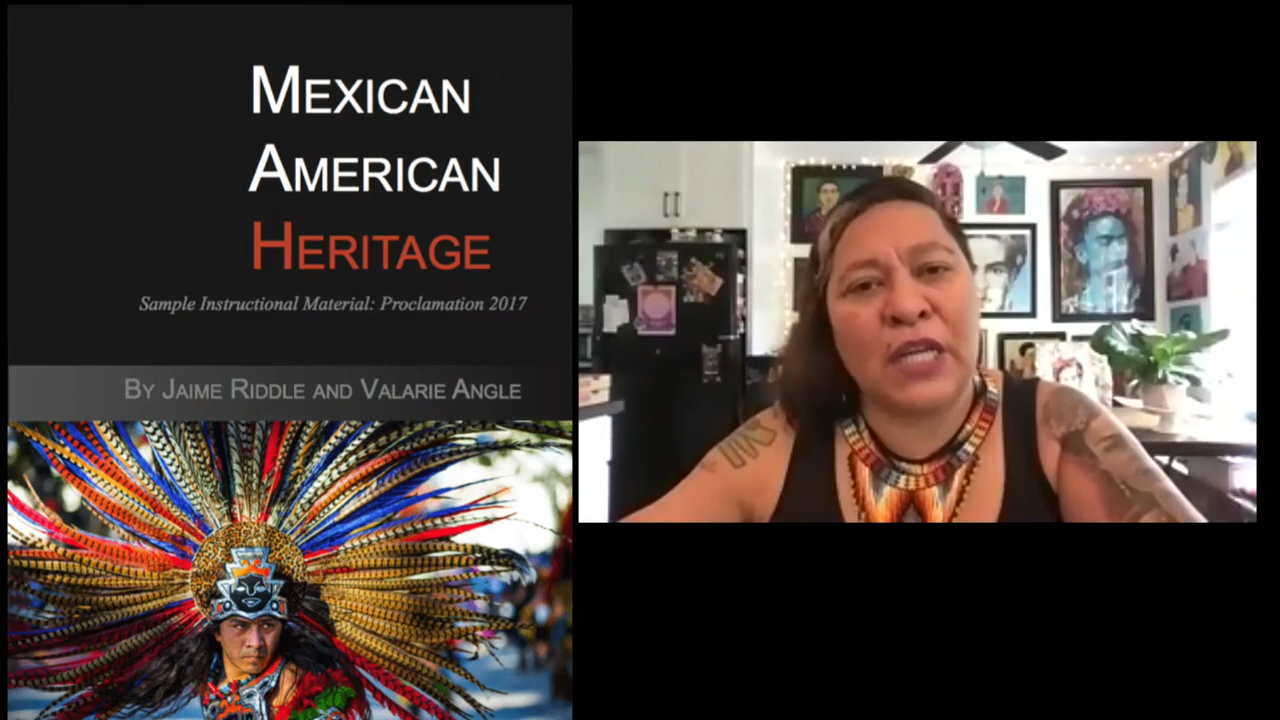 MEXICAN
AMERICAN
HERITAGE
Sample Instructional Material: Proclamation 2017
BY JAIME RIDDLE AND VALARIE ANGLE